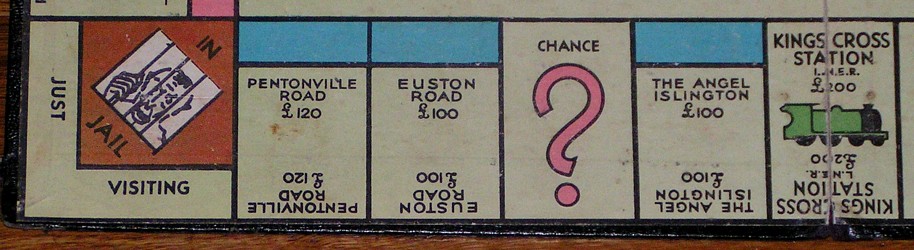 IN
JAIL
JUST
VISITING
PENTONVILLE
ROAD
£120
£120
ROAD
PENTONVILLE
EUSTON
ROAD
£100
£100
ROAD
EUSTON
CHANCE
?
THE ANGEL
ISLINGTON
£100
£100
ISLINGTON
THE ANGEL
KINGS CROSS
STATION
L.N.E.R.
£200
£200
L.N.E.R.
STATION
KINGS CROSS